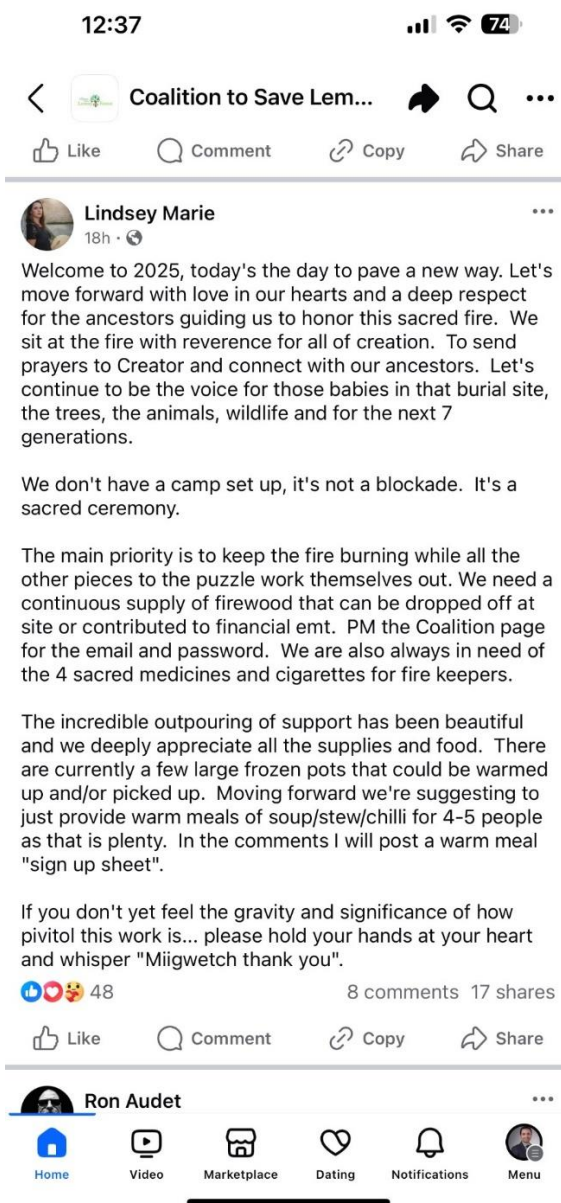 12:37
74
Coalition to Save Lem...
Like Comment Copy Share
Lindsey Marie
18h
Welcome to 2025, today's the day to pave a new way. Let's
move forward with love in our hearts and a deep respect
for the ancestors guiding us to honor this sacred fire. We
sit at the fire with reverence for all of creation. To send
prayers to Creator and connect with our ancestors. Let's
continue to be the voice for those babies in that burial site,
the trees, the animals, wildlife and for the next 7
generations.
We don't have a camp set up, it's not a blockade. It's a
sacred ceremony.
The main priority is to keep the fire burning while all the
other pieces to the puzzle work themselves out. We need a
continuous supply of firewood that can be dropped off at
site or contributed to financial emt. PM the Coalition page
for the email and password. We are also always in need of
the 4 sacred medicines and cigarettes for fire keepers.
The incredible outpouring of support has been beautiful
and we deeply appreciate all the supplies and food. There
are currently a few large frozen pots that could be warmed
up and/or picked up. Moving forward we're suggesting to
just provide warm meals of soup/stew/chilli for 4-5 people
as that is plenty. In the comments I will post a warm meal
"sign up sheet".
If you don't yet feel the gravity and significance of how
pivitol this work is... please hold your hands at your heart
and whisper "Miigwetch thank you".
48 8 comments 17 shares
Like Comment Copy Share
Ron Audet
Home Video Marketplace Dating Notifications Menu